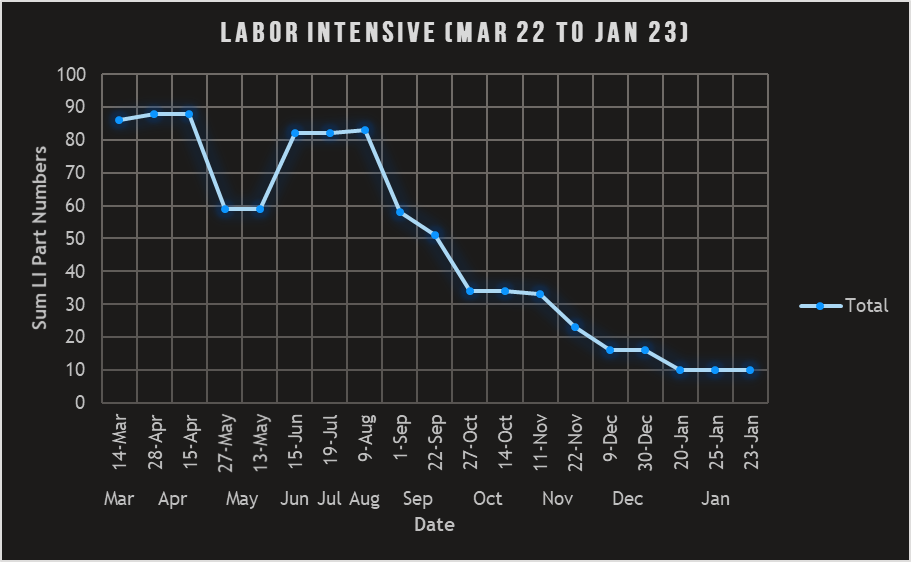 LABOR INTENSIVE (MAR 22 TO JAN 23)
100
90
80
70
60
50
40
30
20
10
0
Sum LI Part Numbers
14-Mar
28-Apr
15-Apr
27-May
13-May
15-Jun
19-Jul
9-Aug
1-Sep
22-Sep
27-Oct
14-Oct
11-Nov
22-Nov
9-Dec
30-Dec
20-Jan
25-Jan
23-Jan
Mar Apr May Jun Jul Aug Sep Oct Nov Dec Jan
Date
Total